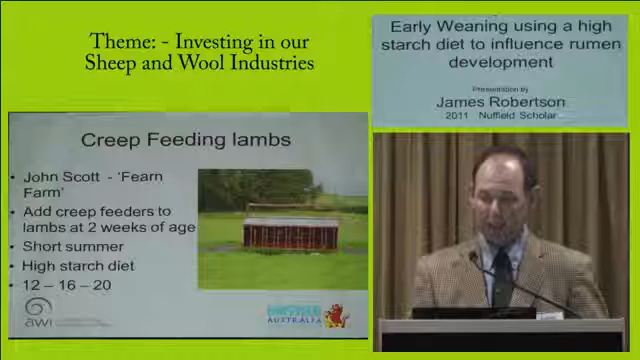 Theme: - Investing in our
Sheep and Wool Industries
Early Weaning using a high
starch diet to influence rumen
development
Presentation by
James Robertson
2011 Nuffield Scholar
Creep Feeding lambs
• John Scott - 'Fearn
Farm'
• Add creep feeders to
lambs at 2 weeks of age
• Short summer
• High starch diet
• 12 – 16 – 20
awi
NUFFIELD
AUSTRALIA